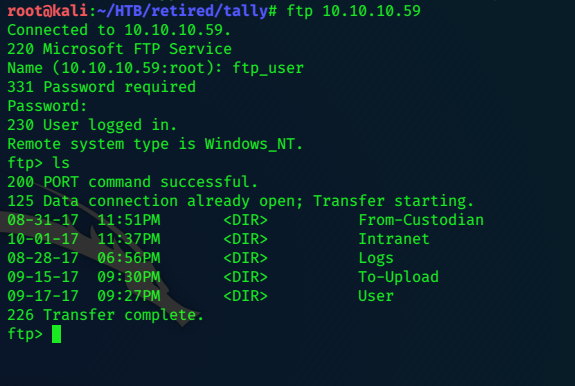 root@kali:~/HTB/retired/tally# ftp 10.10.10.59
Connected to 10.10.10.59.
220 Microsoft FTP Service
Name (10.10.10.59:root): ftp_user
331 Password required
Password:
230 User logged in.
Remote system type is Windows_NT.
ftp> ls
200 PORT command successful.
125 Data connection already open; Transfer starting.
08-31-17  11:51PM       <DIR>          From-Custodian
10-01-17  11:37PM       <DIR>          Intranet
08-28-17  06:56PM       <DIR>          Logs
09-15-17  09:30PM       <DIR>          To-Upload
09-17-17  09:27PM       <DIR>          User
226 Transfer complete.
ftp>